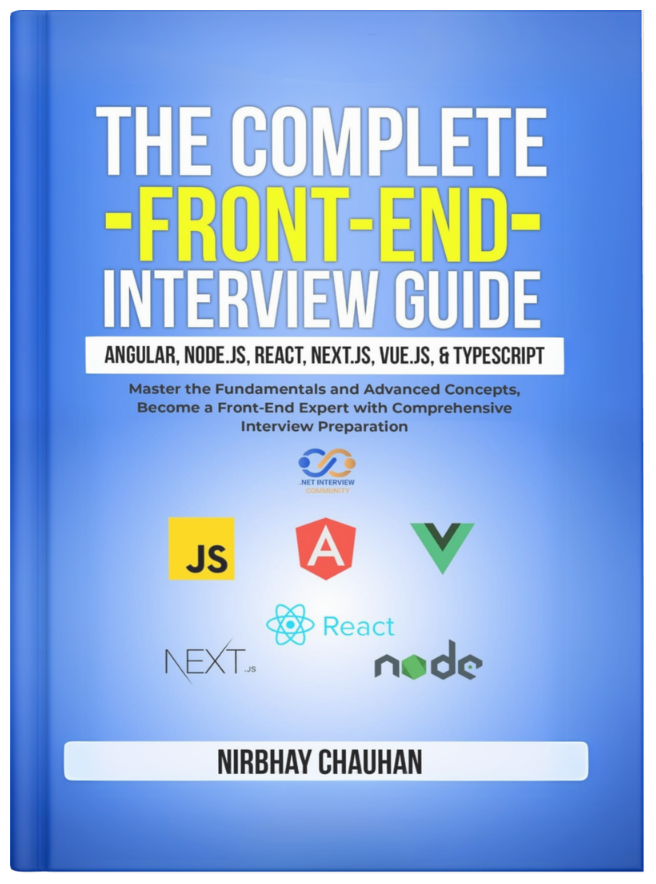 THE COMPLETE
-FRONT-END-
INTERVIEW GUIDE
ANGULAR, NODE.JS, REACT, NEXT.JS, VUE.JS, & TYPESCRIPT
Master the Fundamentals and Advanced Concepts,
Become a Front-End Expert with Comprehensive
Interview Preparation
.NET INTERVIEW
COMMUNITY
JS
A
React
NEXT.JS
node
NIRBHAY CHAUHAN